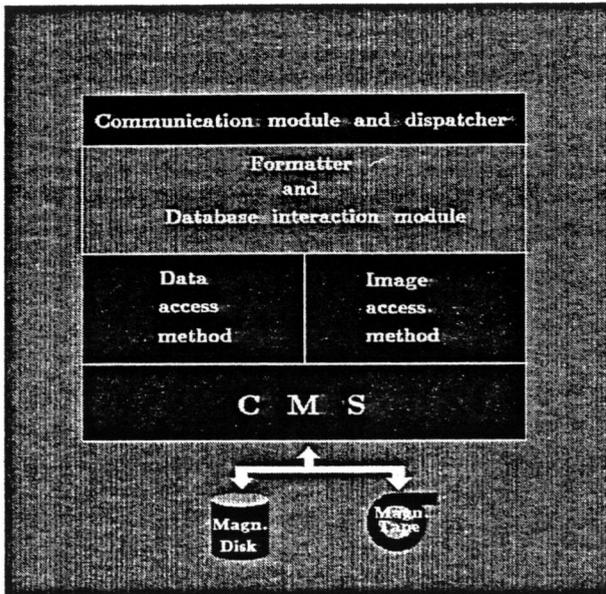 Communication module and dispatcher
Formatter
and
Database interaction module
Data
access
method
Image
access
method
C M S
Magn.
Disk
Magn.
Tape